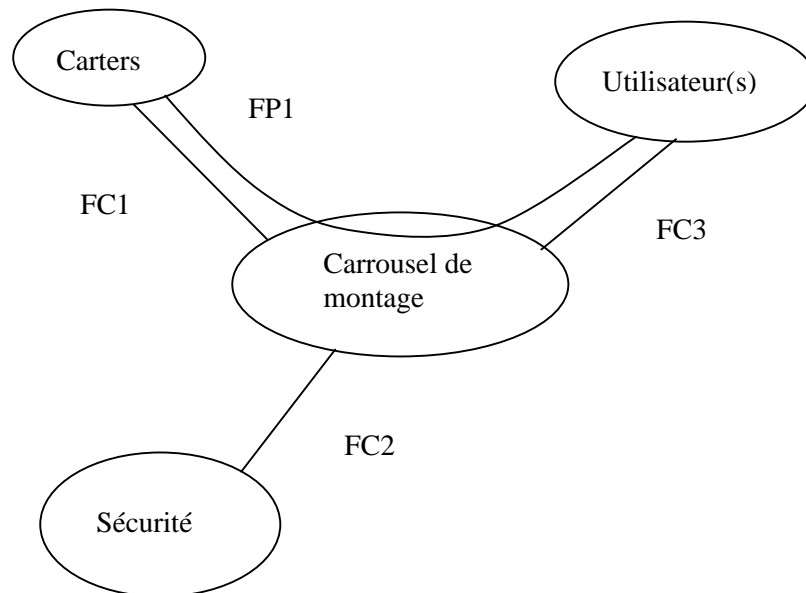 Carters
Utilisateur(s)
FP1
FC1
FC3
Carrousel de
montage
FC2
Sécurité